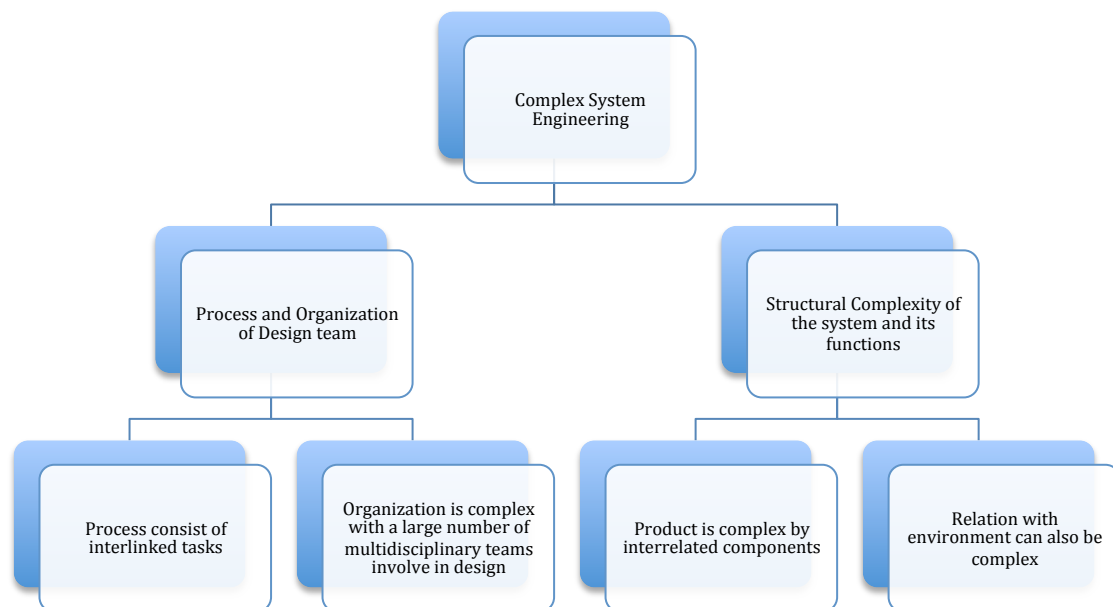 Complex System
Engineering
Process and Organization
of Design team
Structural Complexity of
the system and its
functions
Process consist of
interlinked tasks
Organization is complex
with a large number of
multidisciplinary teams
involve in design
Product is complex by
interrelated components
Relation with
environment can also be
complex